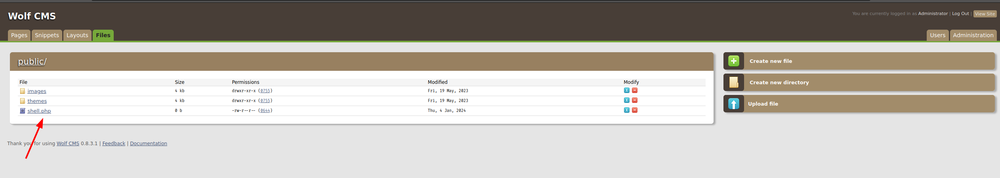 Wolf CMS
You are currently logged in as Administrator | Log Out | View Site
Pages Snippets Layouts Files Users Administration
public/
File Size Permissions Modified Modify
images 4 kb drwxr-xr-x (0755) Fri, 19 May, 2023
themes 4 kb drwxr-xr-x (0755) Fri, 19 May, 2023
shell.php 0 b -rw-r--r-- (0644) Thu, 4 Jan, 2024
Create new file
Create new directory
Upload file
Thank you for using Wolf CMS 0.8.3.1 | Feedback | Documentation